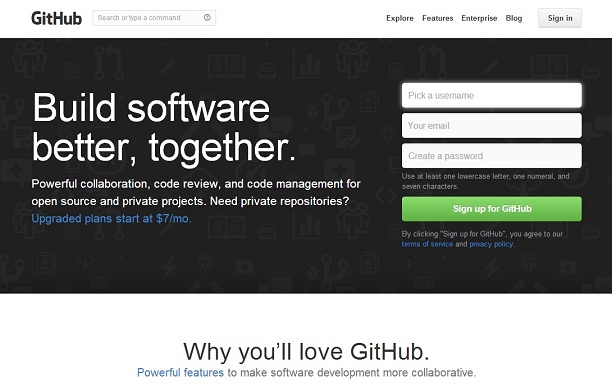 GitHub
Search or type a command
Explore Features Enterprise Blog Sign in
Build software
better, together.
Powerful collaboration, code review, and code management for
open source and private projects. Need private repositories?
Upgraded plans start at $7/mo.
Pick a username
Your email
Create a password
Use at least one lowercase letter, one numeral, and
seven characters.
Sign up for GitHub
By clicking "Sign up for GitHub", you agree to our
terms of service and privacy policy.
Why you'll love GitHub.
Powerful features to make software development more collaborative.